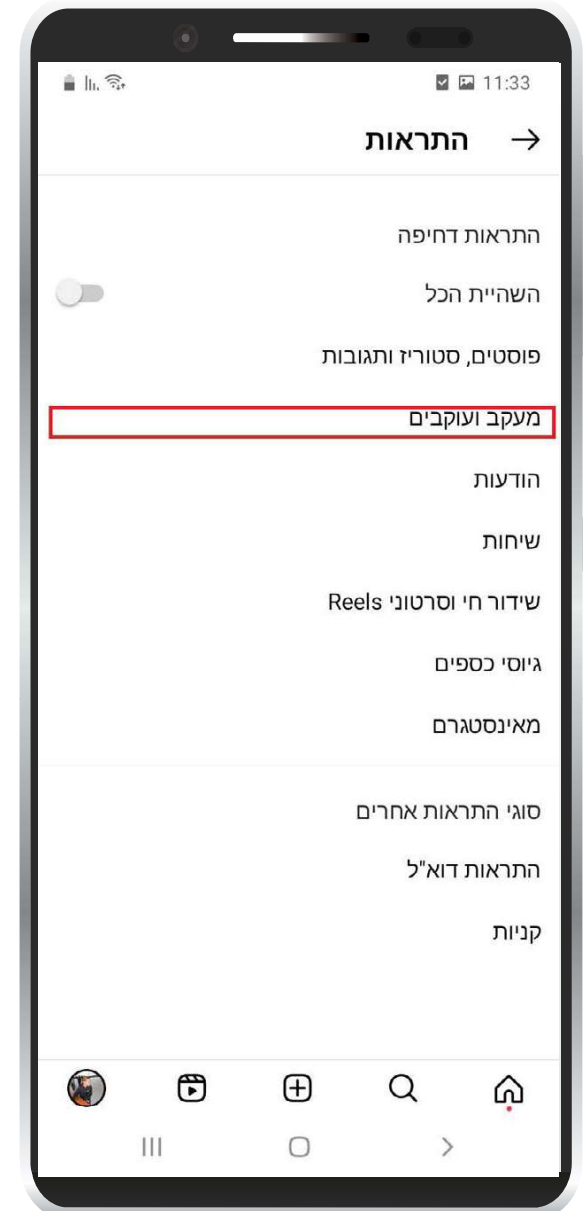 11:33
התראות
התראות דחיפה
השהיית הכל
פוסטים, סטוריז ותגובות
מעקב ועוקבים
הודעות
שיחות
שידור חי וסרטוני Reels
גיוסי כספים
מאינסטגרם
סוגי התראות אחרים
התראות דוא"ל
קניות